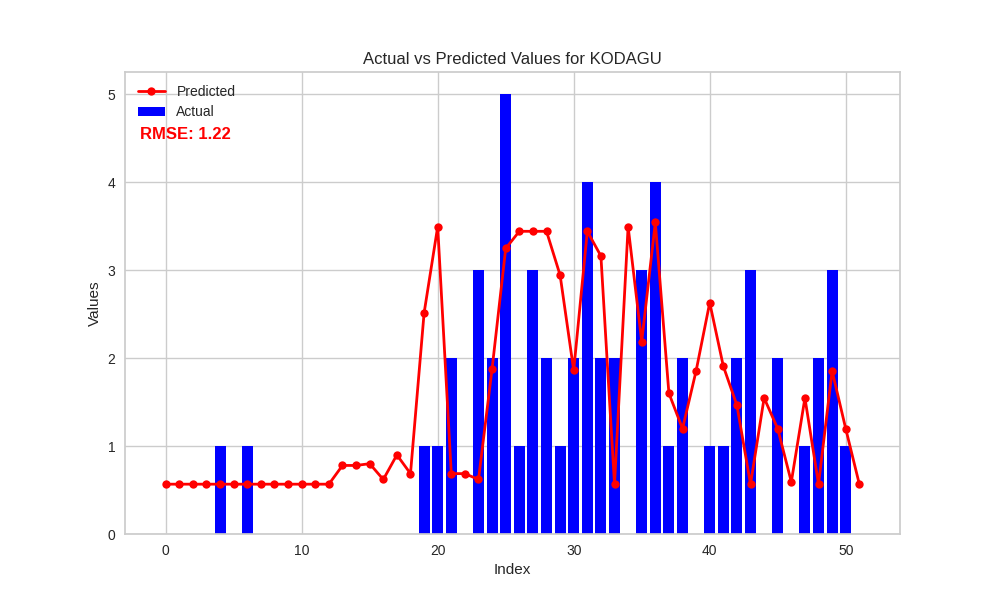 Actual vs Predicted Values for KODAGU
Predicted
Actual
RMSE: 1.22
Values
5
4
3
2
1
0
0 10 20 30 40 50
Index